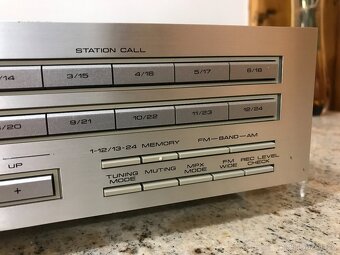 STATION CALL
/14 3/15 4/16 5/17 6/18
/20 9/21 10/22 11/23 12/24
1-12/13-24 MEMORY FM-BAND-AM
UP
TUNING MODE MUTING MPX MODE FM WIDE REC LEVEL CHECK
+